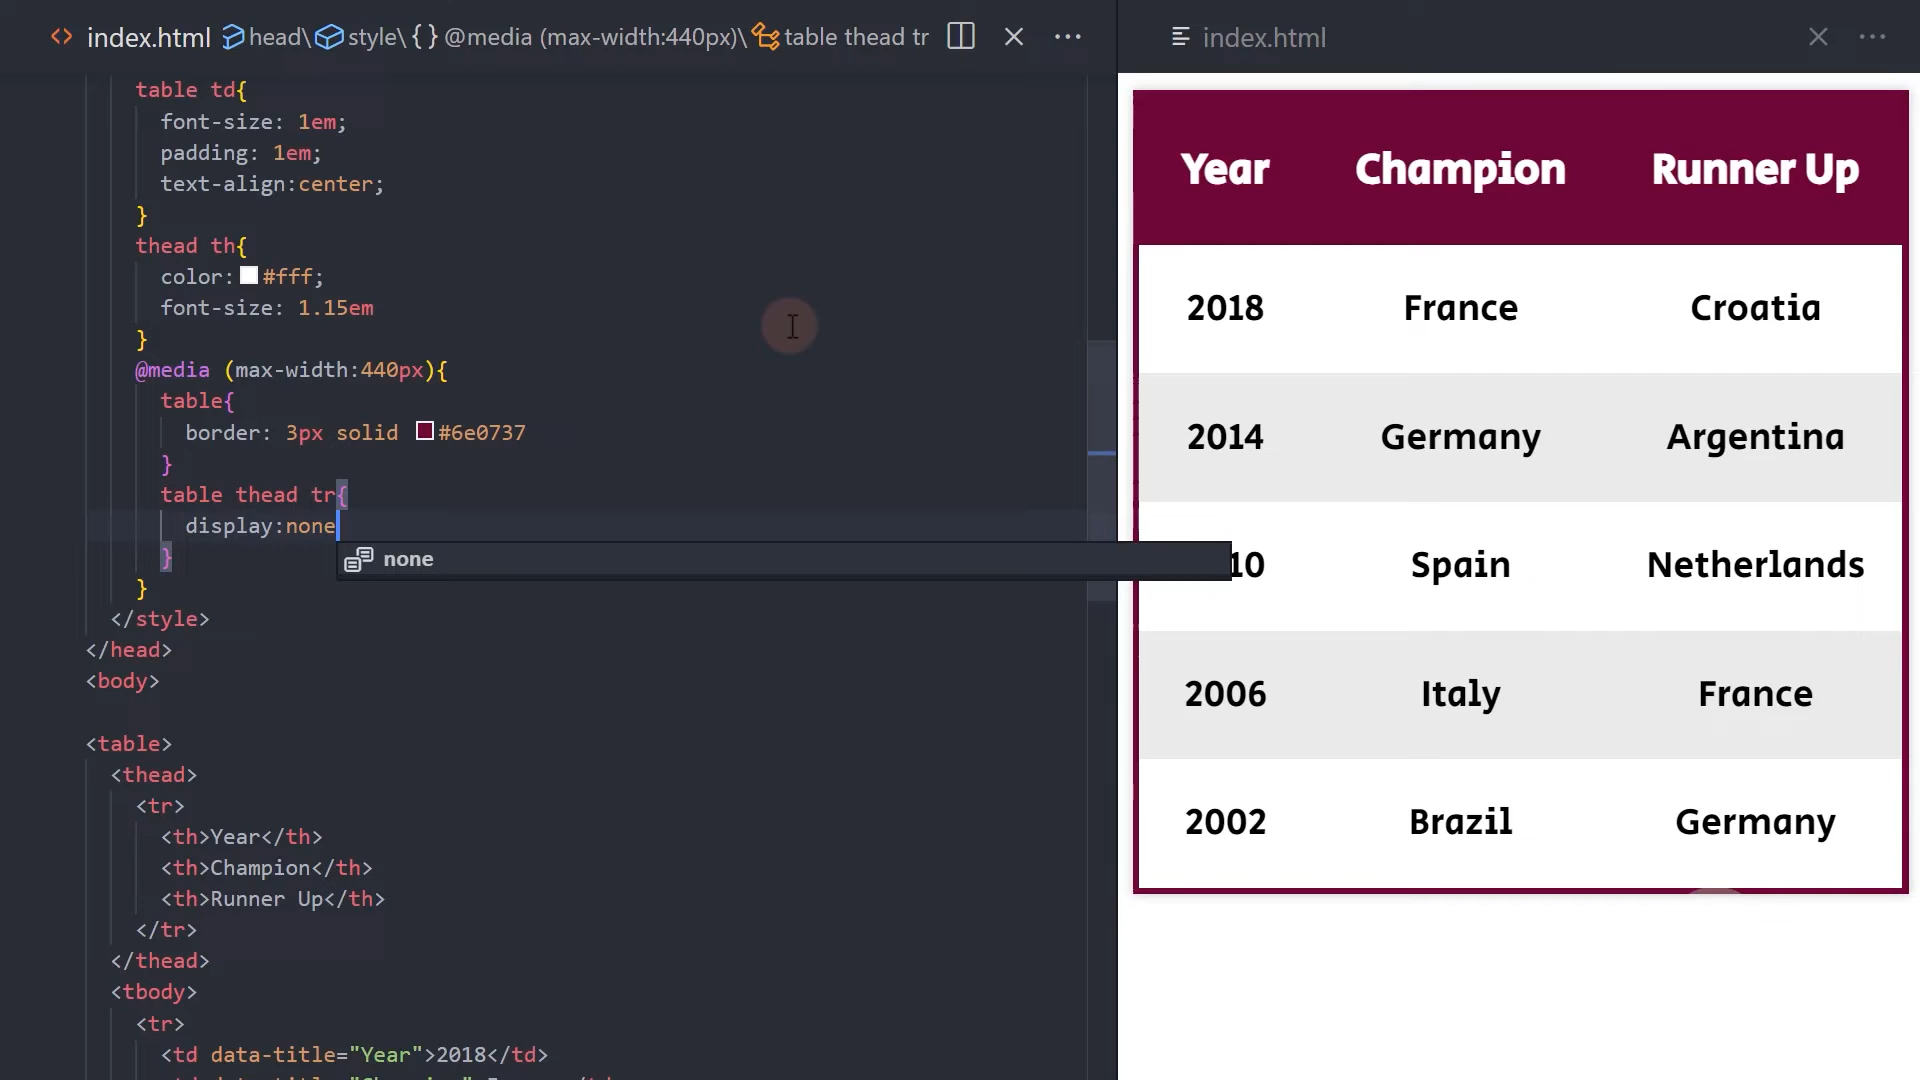 index.html head\ style\ {} @media (max-width:440px)\ table thead tr
table td{
font-size: 1em;
padding: 1em;
text-align:center;
}
thead th{
color: #fff;
font-size: 1.15em
}
@media (max-width:440px){
table{
border: 3px solid #6e0737
}
table thead tr{
display:none
none
}
}
</style>
</head>
<body>
<table>
<thead>
<tr>
<th>Year</th>
<th>Champion</th>
<th>Runner Up</th>
</tr>
</thead>
<tbody>
<tr>
<td data-title="Year">2018</td>
index.html
Year Champion Runner Up
2018 France Croatia
2014 Germany Argentina
10 Spain Netherlands
2006 Italy France
2002 Brazil Germany